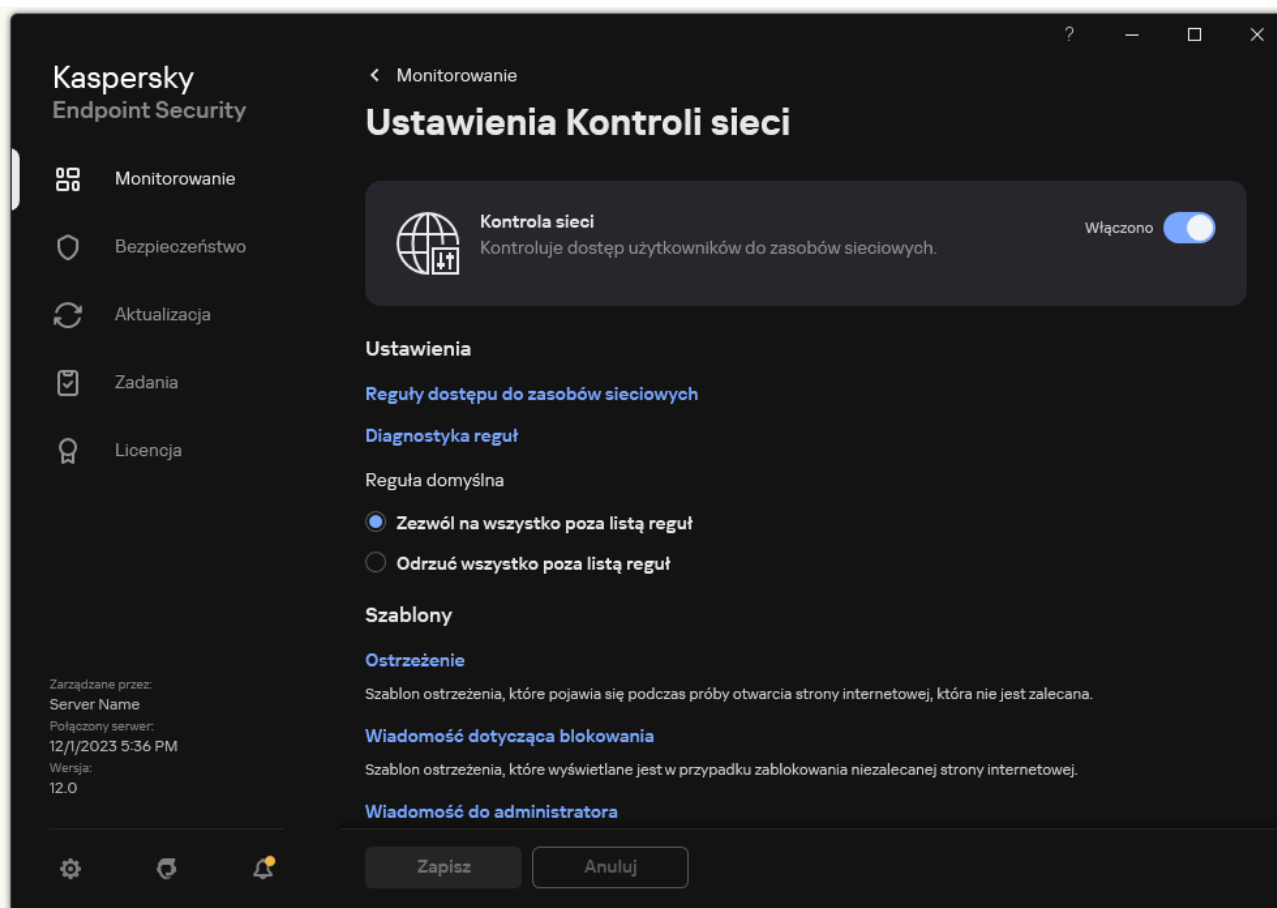 ?
Kaspersky
Endpoint Security
Monitorowanie
Bezpieczeństwo
Aktualizacja
Zadania
Licencja
Zarządzane przez:
Server Name
Połączony serwer:
12/1/2023 5:36 PM
Wersja:
12.0
Monitorowanie
Ustawienia Kontroli sieci
Kontrola sieci
Kontroluje dostęp użytkowników do zasobów sieciowych.
Włączono
Ustawienia
Reguły dostępu do zasobów sieciowych
Diagnostyka reguł
Reguła domyślna
Zezwól na wszystko poza listą reguł
Odrzuć wszystko poza listą reguł
Szablony
Ostrzeżenie
Szablon ostrzeżenia, które pojawia się podczas próby otwarcia strony internetowej, która nie jest zalecana.
Wiadomość dotycząca blokowania
Szablon ostrzeżenia, które wyświetlane jest w przypadku zablokowania niezalecanej strony internetowej.
Wiadomość do administratora
Zapisz
Anuluj